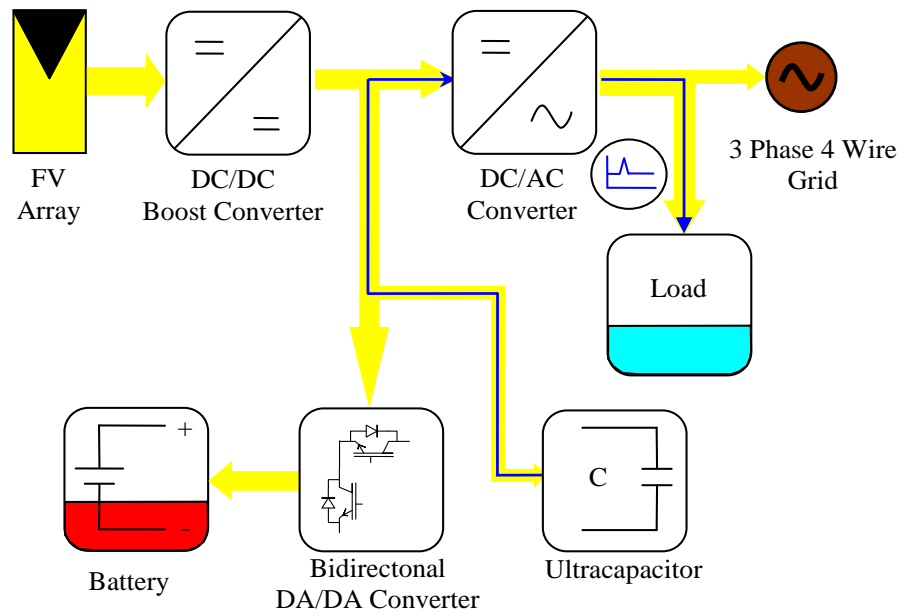 FV
Array
DC/DC
Boost Converter
DC/AC
Converter
3 Phase 4 Wire
Grid
Load
+
-
C
Battery
Bidirectonal
DA/DA Converter
Ultracapacitor